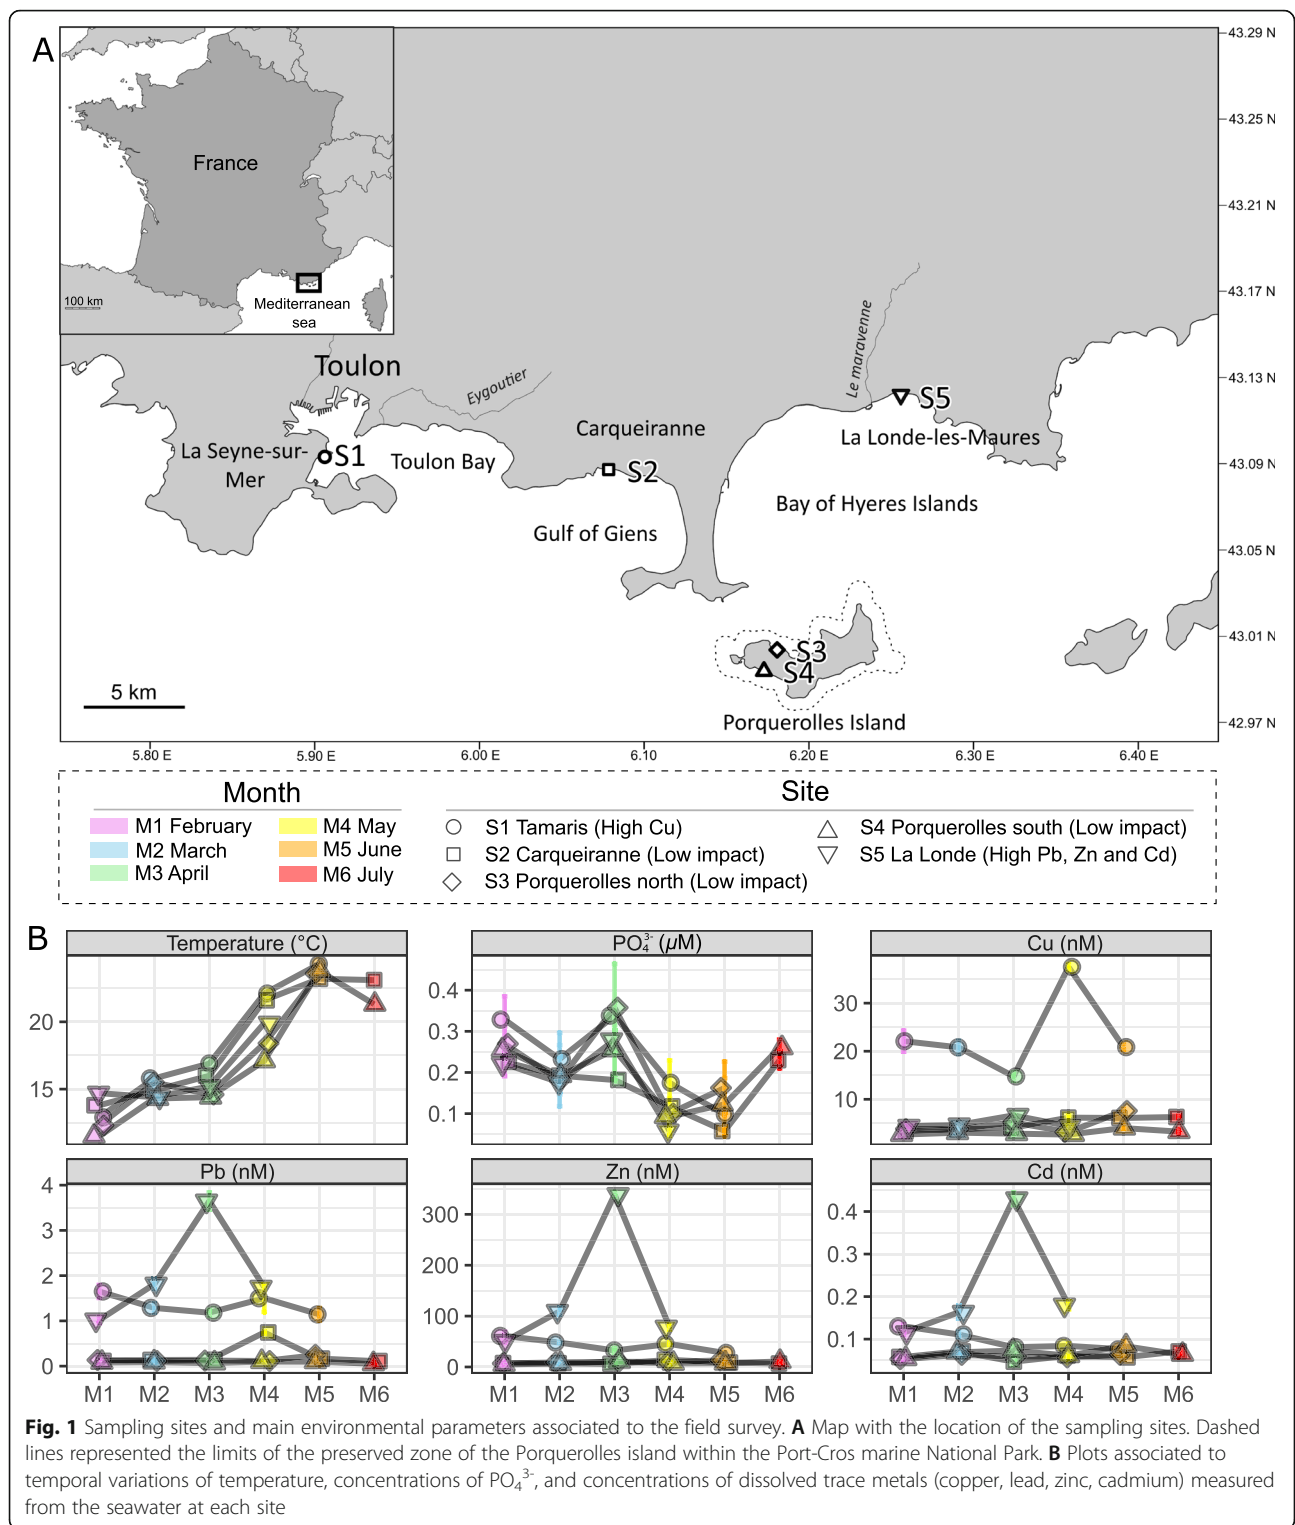 A
France
100 km
Mediterranean
sea
43.29 N
43.25 N
43.21 N
43.17 N
43.13 N
43.09 N
43.05 N
43.01 N
42.97 N
Toulon
Eygoutier
Le maravenne
S5
La Londe-les-Maures
Carqueiranne
La Seyne-sur-
Mer
S1
Toulon Bay
S2
Bay of Hyeres Islands
Gulf of Giens
S3
S4
5 km
Porquerolles Island
5.80 E 5.90 E 6.00 E 6.10 E 6.20 E 6.30 E 6.40 E
Month
M1 February
M2 March
M3 April
M4 May
M5 June
M6 July
Site
S1 Tamaris (High Cu)
S2 Carqueiranne (Low impact)
S3 Porquerolles north (Low impact)
S4 Porquerolles south (Low impact)
S5 La Londe (High Pb, Zn and Cd)
B
Temperature (°C)
20
15
PO₄³⁻ (µM)
0.4
0.3
0.2
0.1
Cu (nM)
30
20
10
Pb (nM)
4
3
2
1
0
M1 M2 M3 M4 M5 M6
Zn (nM)
300
200
100
0
M1 M2 M3 M4 M5 M6
Cd (nM)
0.4
0.3
0.2
0.1
M1 M2 M3 M4 M5 M6
Fig. 1 Sampling sites and main environmental parameters associated to the field survey. A Map with the location of the sampling sites. Dashed
lines represented the limits of the preserved zone of the Porquerolles island within the Port-Cros marine National Park. B Plots associated to
temporal variations of temperature, concentrations of PO₄³⁻, and concentrations of dissolved trace metals (copper, lead, zinc, cadmium) measured
from the seawater at each site